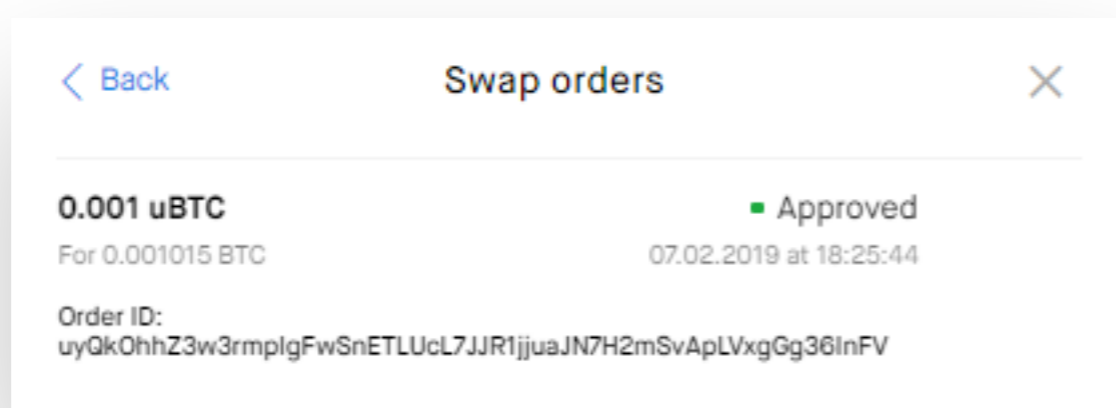 Back
Swap orders
0.001 uBTC
Approved
For 0.001015 BTC
07.02.2019 at 18:25:44
Order ID:
uyQkOhhZ3w3rmpIgFwSnETLUcL7JJR1jjuaJN7H2mSvApLVxgGg36InFV